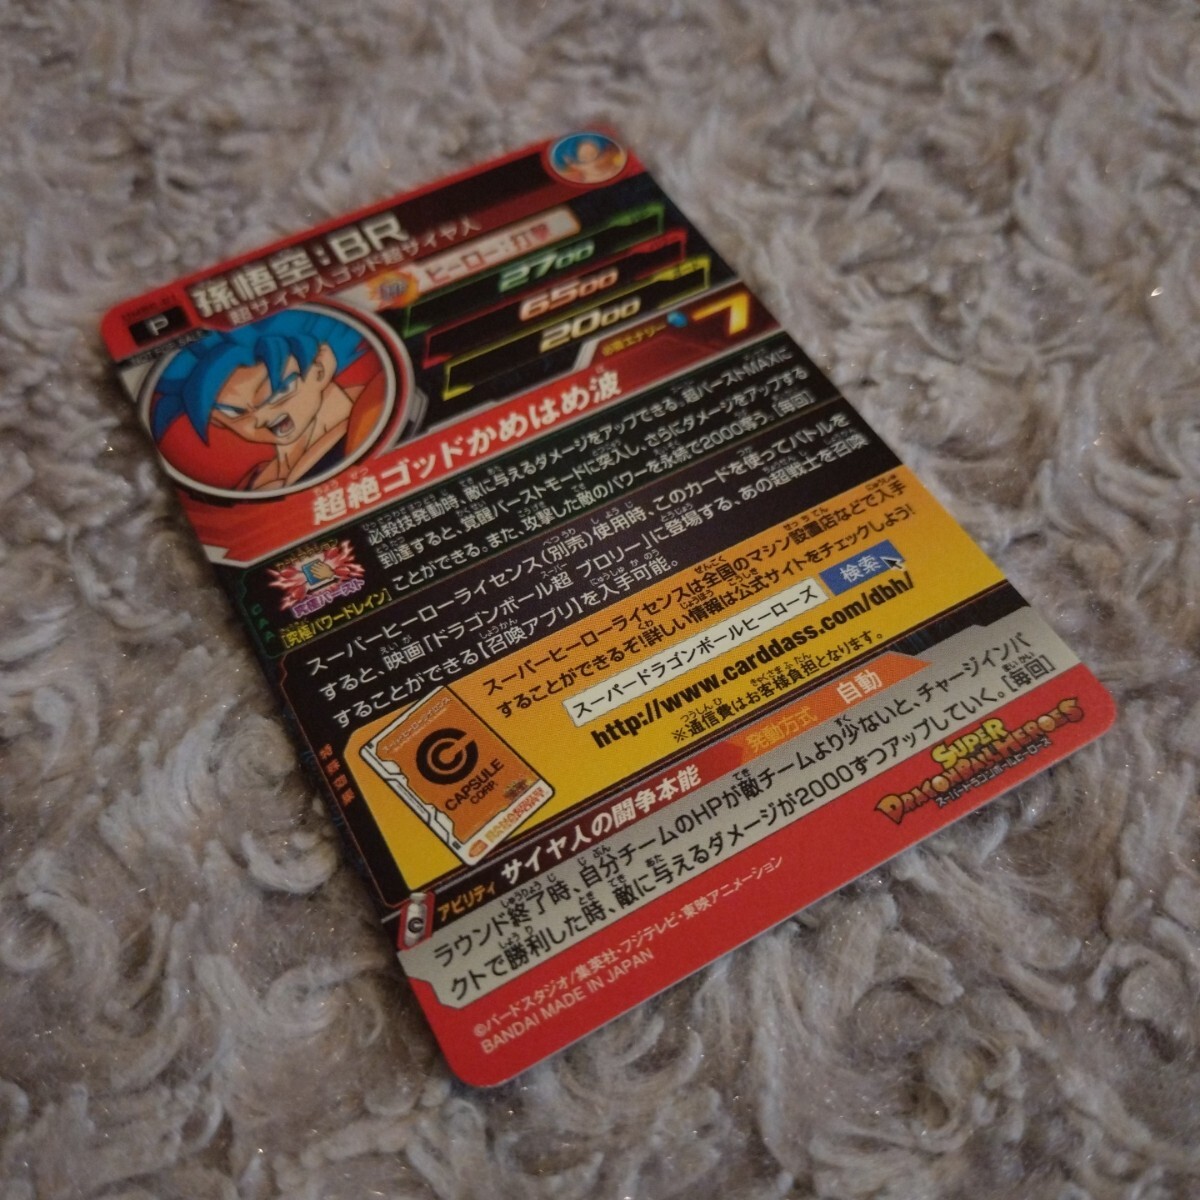 P
孫悟空:BR
超サイヤ人ゴッド超サイヤ人
ヒーロー:打撃
2700
6500
2000
必要エナジー 7
超絶ゴッドかめはめ波
必殺技発動時、敵に与えるダメージをアップできる。超バーストMAXに
到達すると、覚醒バーストモードに突入し、さらにダメージをアップする
ことができる。また、攻撃した敵のパワーを永続で2000奪う。[毎回]
究極バースト
[究極パワードレイン]
CAA
スーパーヒーローライセンス(別売)使用時、このカードを使ってバトルを
すると、映画「ドラゴンボール超 ブロリー」に登場する、あの超戦士を召喚
することができる【召喚アプリ】を入手可能。
スーパーヒーローライセンスは全国のマシン設置店などで入手
することができるぞ!詳しい情報は公式サイトをチェックしよう!
スーパードラゴンボールヒーローズ 検索
http://www.carddass.com/dbh/
※通信費はお客様負担となります。
CAPSULE
CORP.
アビリティ サイヤ人の闘争本能 発動方式 自動
ラウンド終了時、自分チームのHPが敵チームより少ないと、チャージインパ
クトで勝利した時、敵に与えるダメージが2000ずつアップしていく。[毎回]
SUPER
DRAGONBALL HEROES
スーパードラゴンボールヒーローズ
©バードスタジオ/集英社・フジテレビ・東映アニメーション
BANDAI MADE IN JAPAN